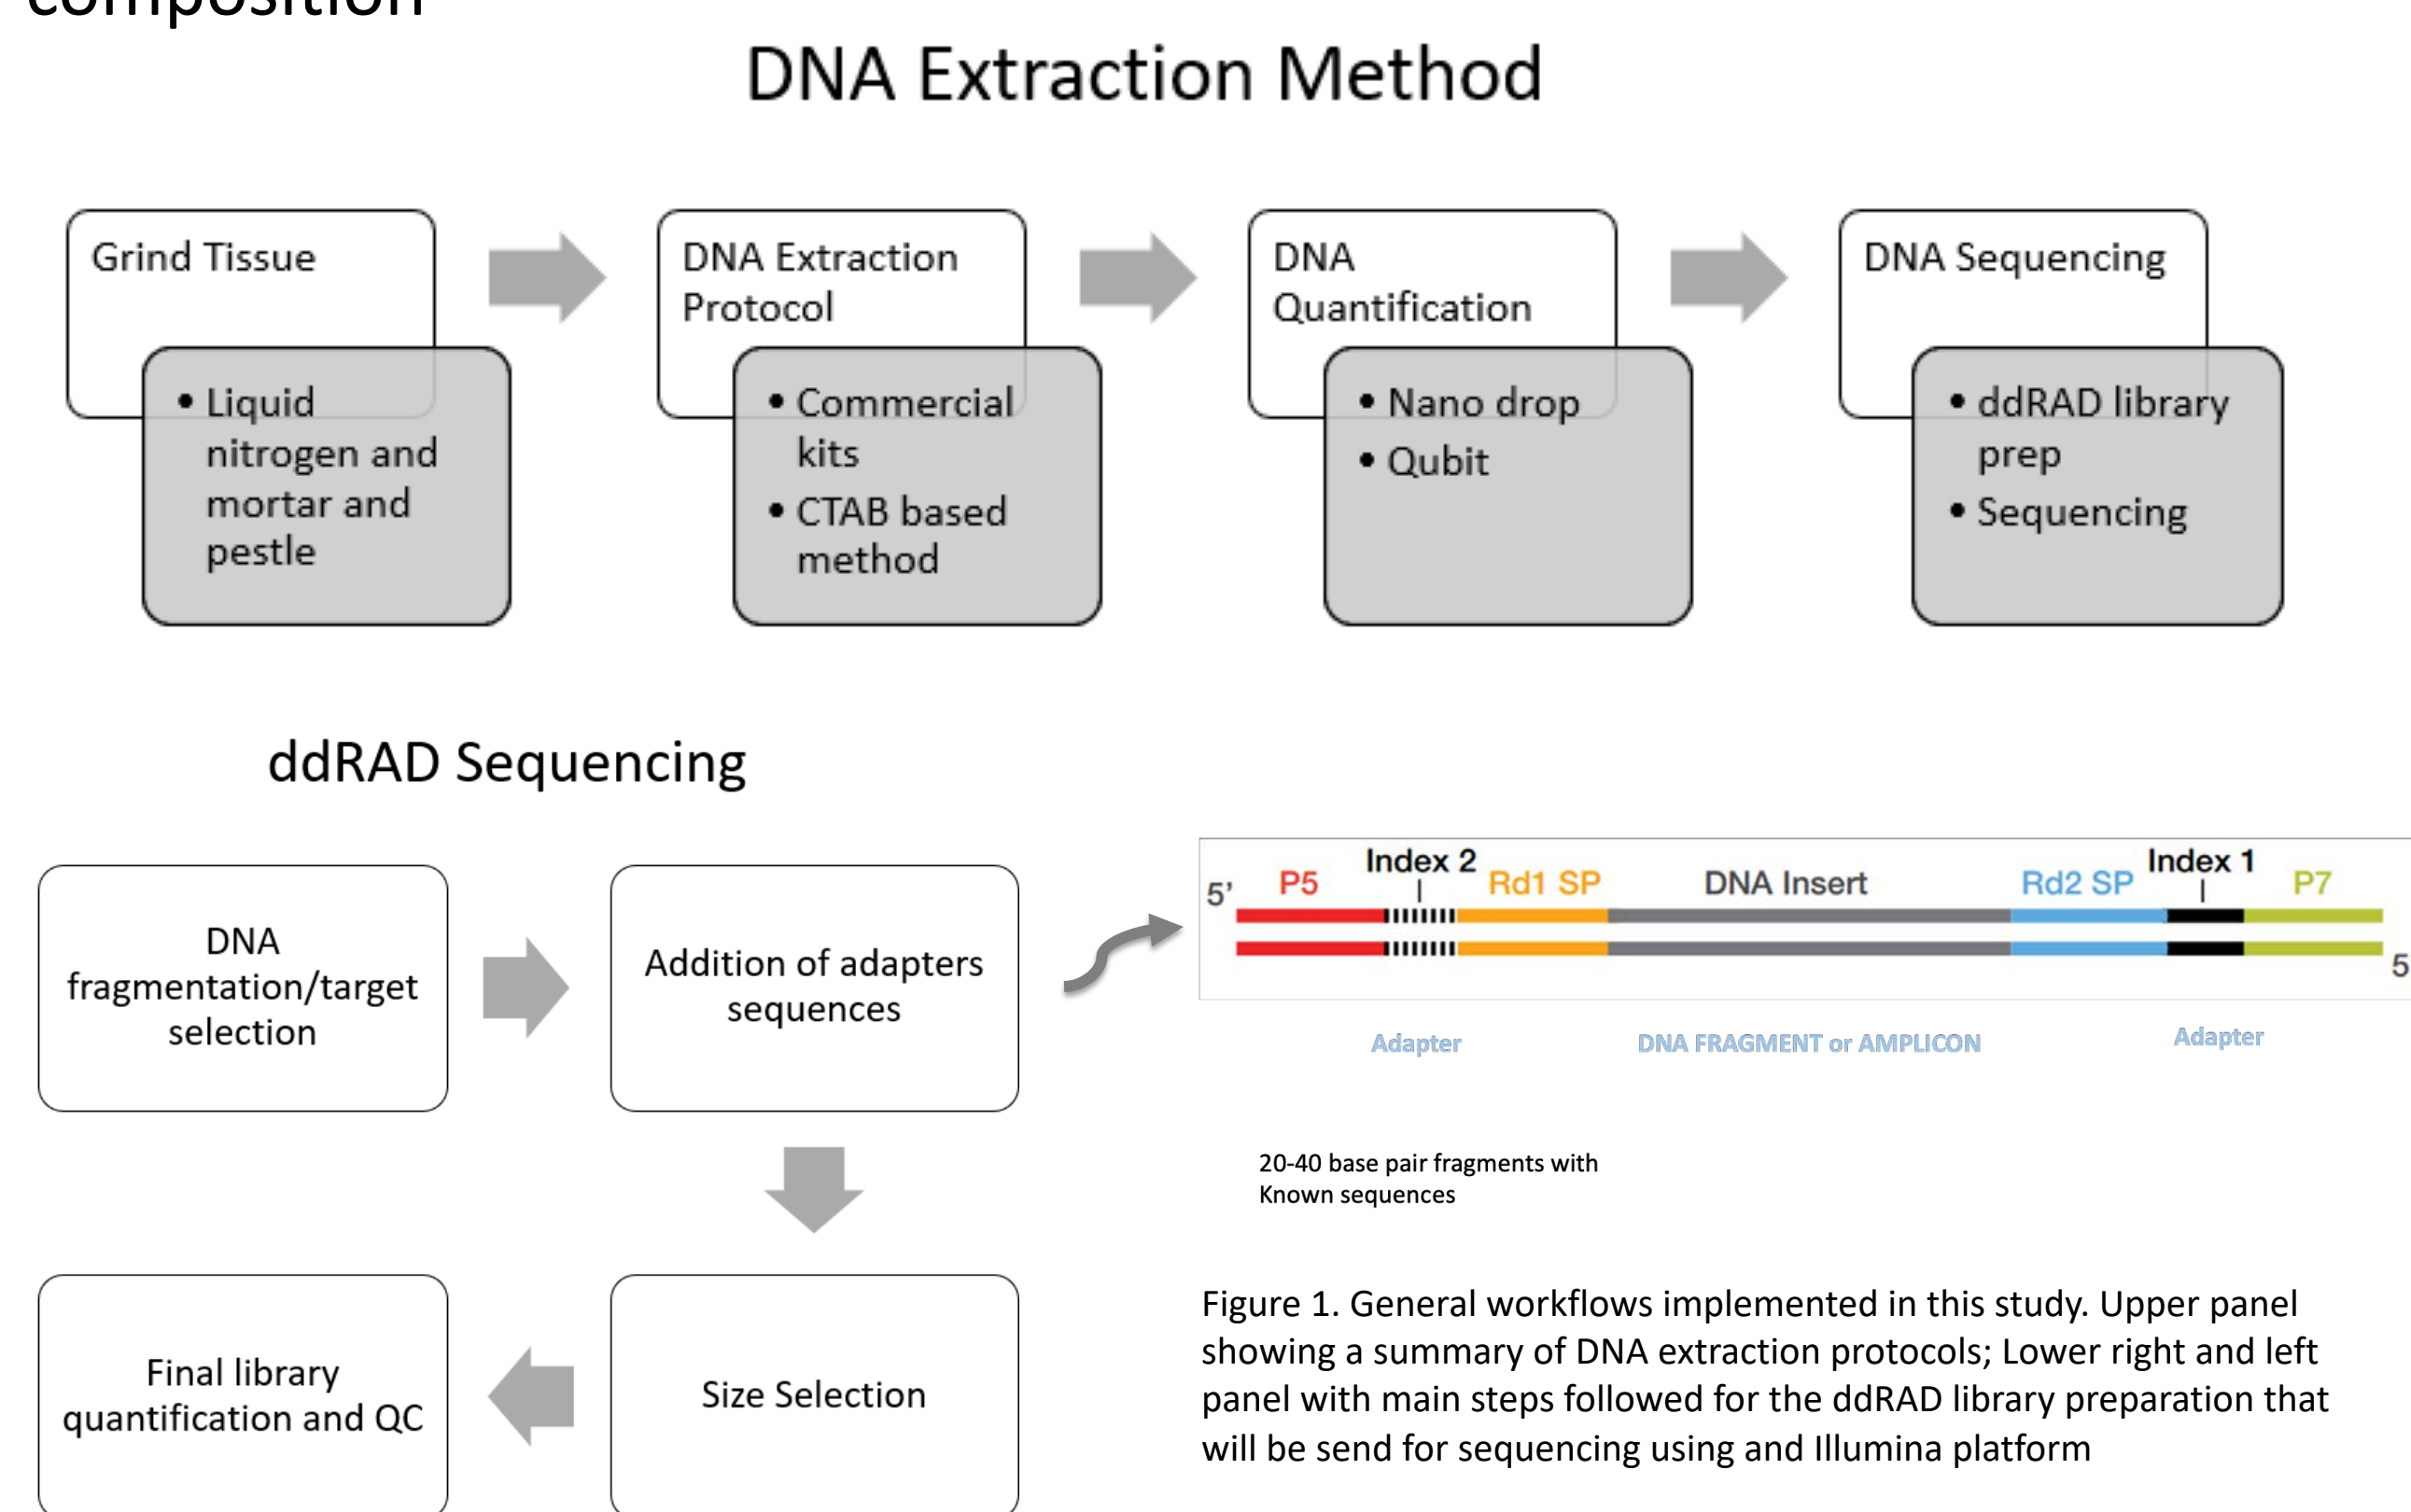 composition
DNA Extraction Method
Grind Tissue
• Liquid
nitrogen and
mortar and
pestle
DNA Extraction
Protocol
• Commercial
kits
• CTAB based
method
DNA
Quantification
• Nano drop
• Qubit
DNA Sequencing
• ddRAD library
prep
• Sequencing
ddRAD Sequencing
DNA
fragmentation/target
selection
Addition of adapters
sequences
Size Selection
Final library
quantification and QC
5’ P5 Index 2 Rd1 SP DNA Insert Rd2 SP Index 1 P7
5
Adapter DNA FRAGMENT or AMPLICON Adapter
20-40 base pair fragments with
Known sequences
Figure 1. General workflows implemented in this study. Upper panel
showing a summary of DNA extraction protocols; Lower right and left
panel with main steps followed for the ddRAD library preparation that
will be send for sequencing using and Illumina platform